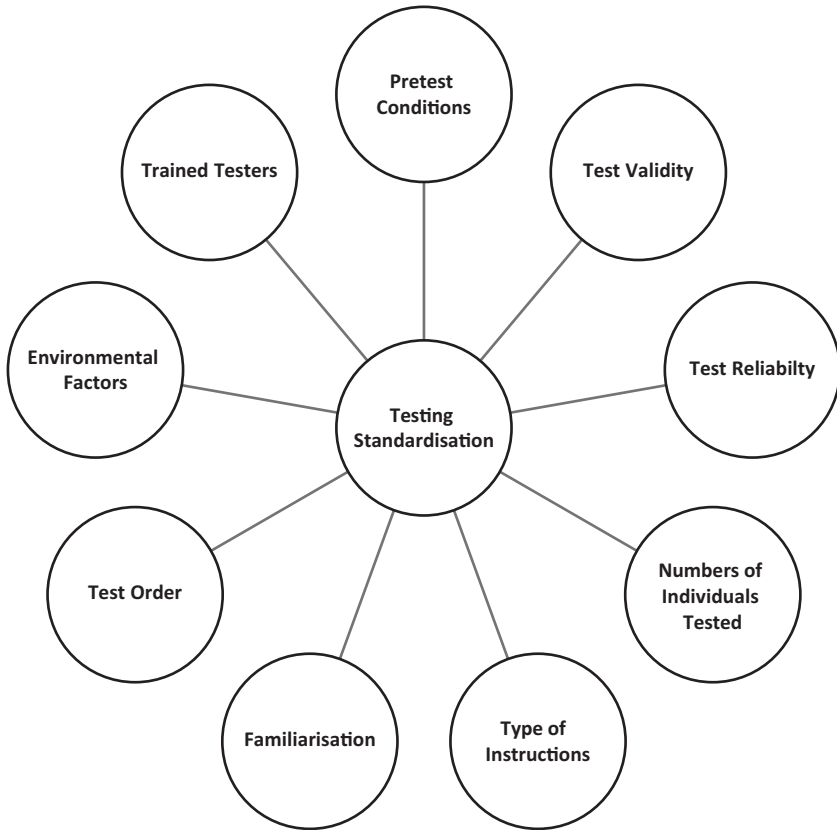 Pretest
Conditions
Trained Testers
Test Validity
Environmental
Factors
Test Reliabilty
Testing
Standardisation
Test Order
Numbers of
Individuals
Tested
Familiarisation
Type of
Instructions